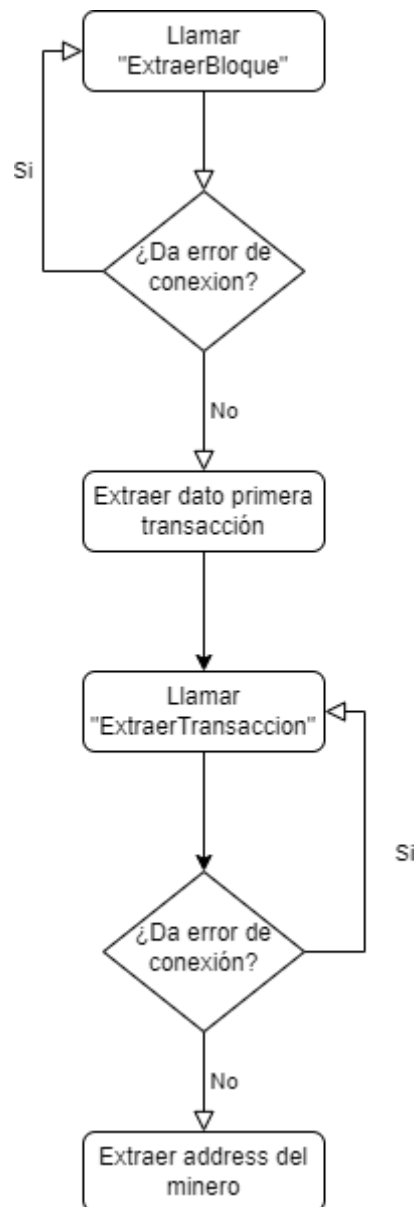 Llamar
"ExtraerBloque"
Si
¿Da error de
conexion?
No
Extraer dato primera
transacción
Llamar
"ExtraerTransaccion"
Si
¿Da error de
conexión?
No
Extraer address del
minero